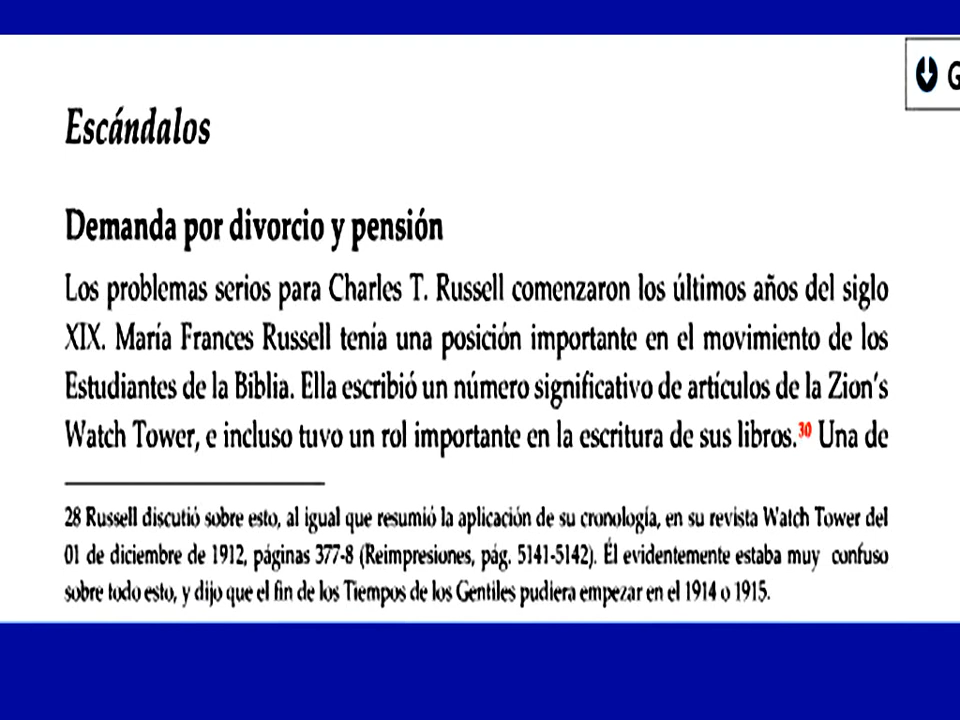 G
Escándalos
Demanda por divorcio y pensión
Los problemas serios para Charles T. Russell comenzaron los últimos años del siglo
XIX. María Frances Russell tenía una posición importante en el movimiento de los
Estudiantes de la Biblia. Ella escribió un número significativo de artículos de la Zion's
Watch Tower, e incluso tuvo un rol importante en la escritura de sus libros.30 Una de
28 Russell discutió sobre esto, al igual que resumió la aplicación de su cronología, en su revista Watch Tower del
01 de diciembre de 1912, páginas 377-8 (Reimpresiones, pág. 5141-5142). Él evidentemente estaba muy confuso
sobre todo esto, y dijo que el fin de los Tiempos de los Gentiles pudiera empezar en el 1914 o 1915.